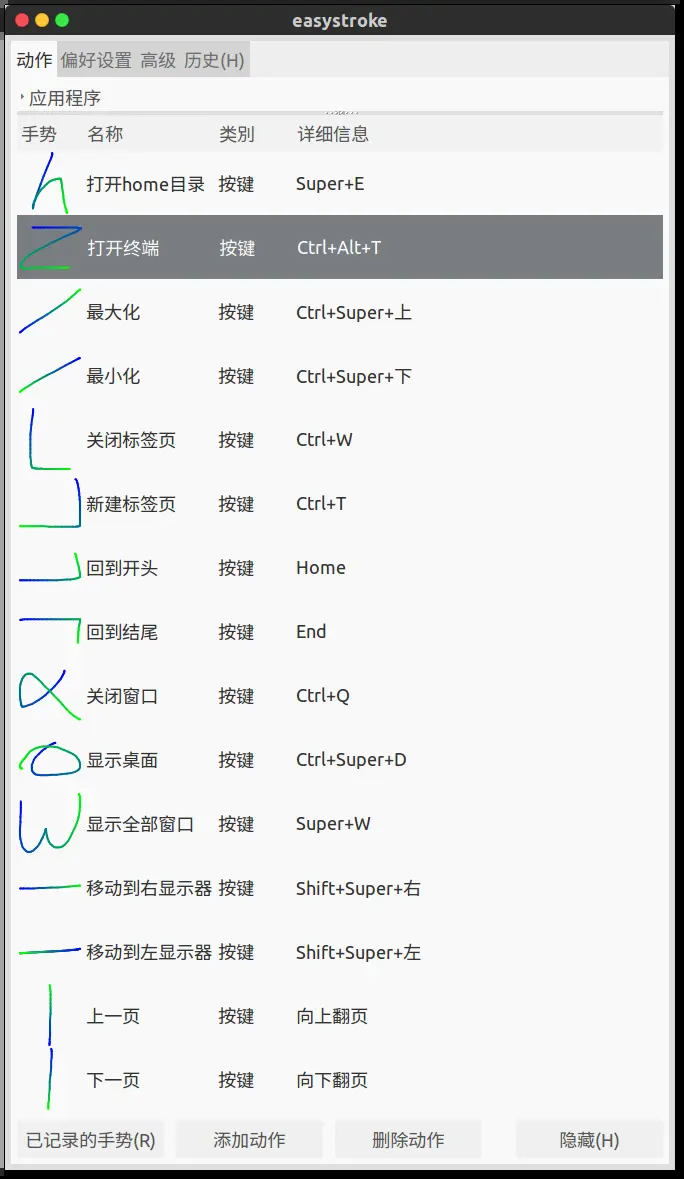 easystroke
动作 偏好设置 高级 历史(H)
应用程序
手势 名称 类别 详细信息
打开home目录 按键 Super+E
打开终端 按键 Ctrl+Alt+T
最大化 按键 Ctrl+Super+上
最小化 按键 Ctrl+Super+下
关闭标签页 按键 Ctrl+W
新建标签页 按键 Ctrl+T
回到开头 按键 Home
回到结尾 按键 End
关闭窗口 按键 Ctrl+Q
显示桌面 按键 Ctrl+Super+D
显示全部窗口 按键 Super+W
移动到右显示器 按键 Shift+Super+右
移动到左显示器 按键 Shift+Super+左
上一页 按键 向上翻页
下一页 按键 向下翻页
已记录的手势(R) 添加动作 删除动作 隐藏(H)